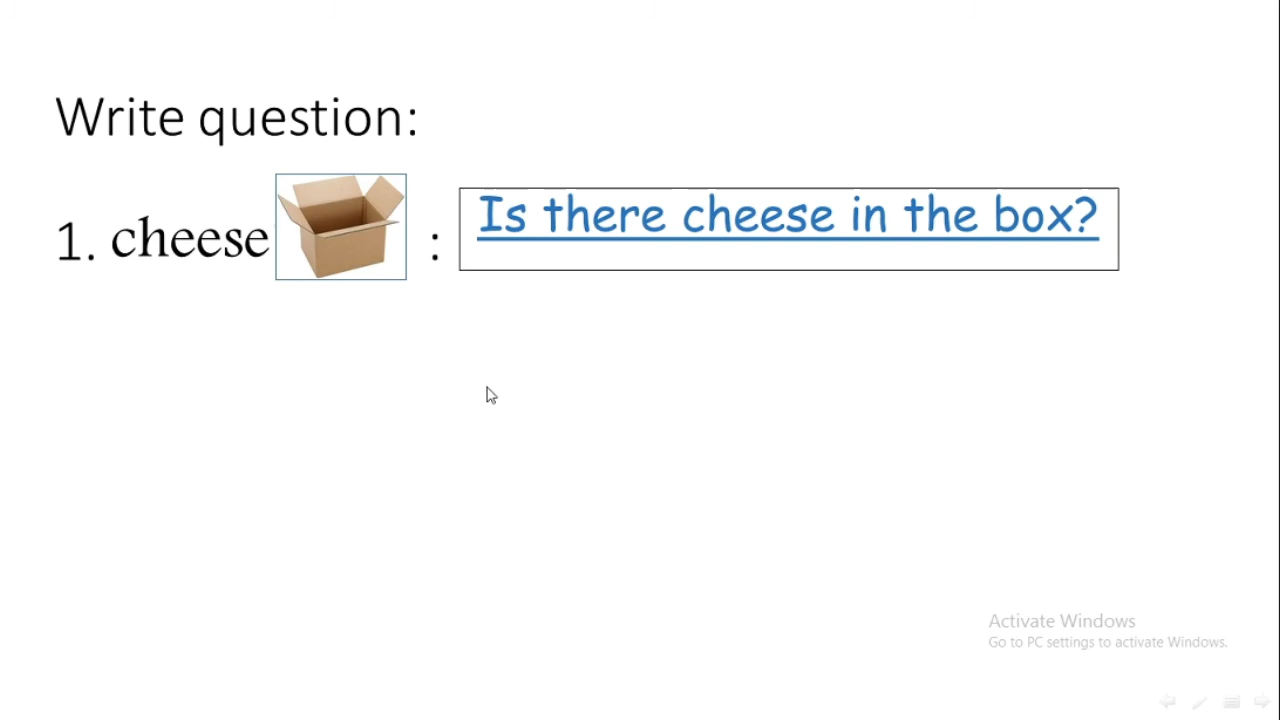 Write question:
1. cheese : Is there cheese in the box?
Activate Windows
Go to PC settings to activate Windows.